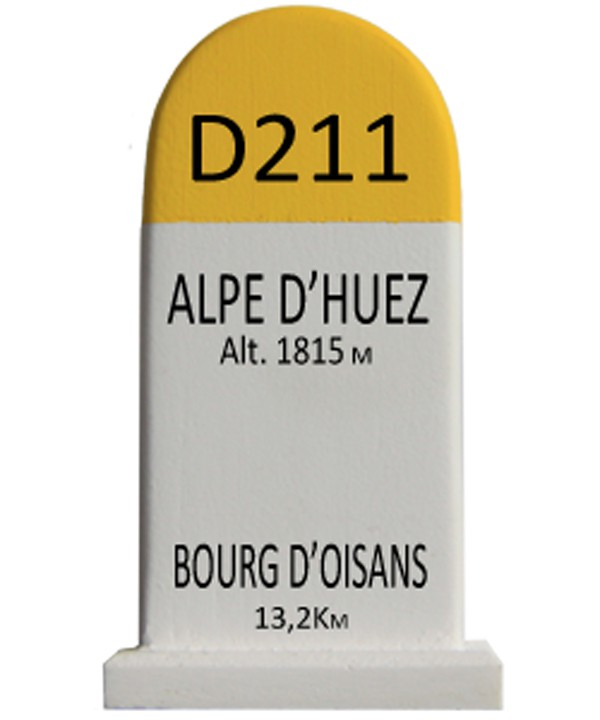 D211
ALPE D'HUEZ
Alt. 1815 M
BOURG D'OISANS
13,2KM